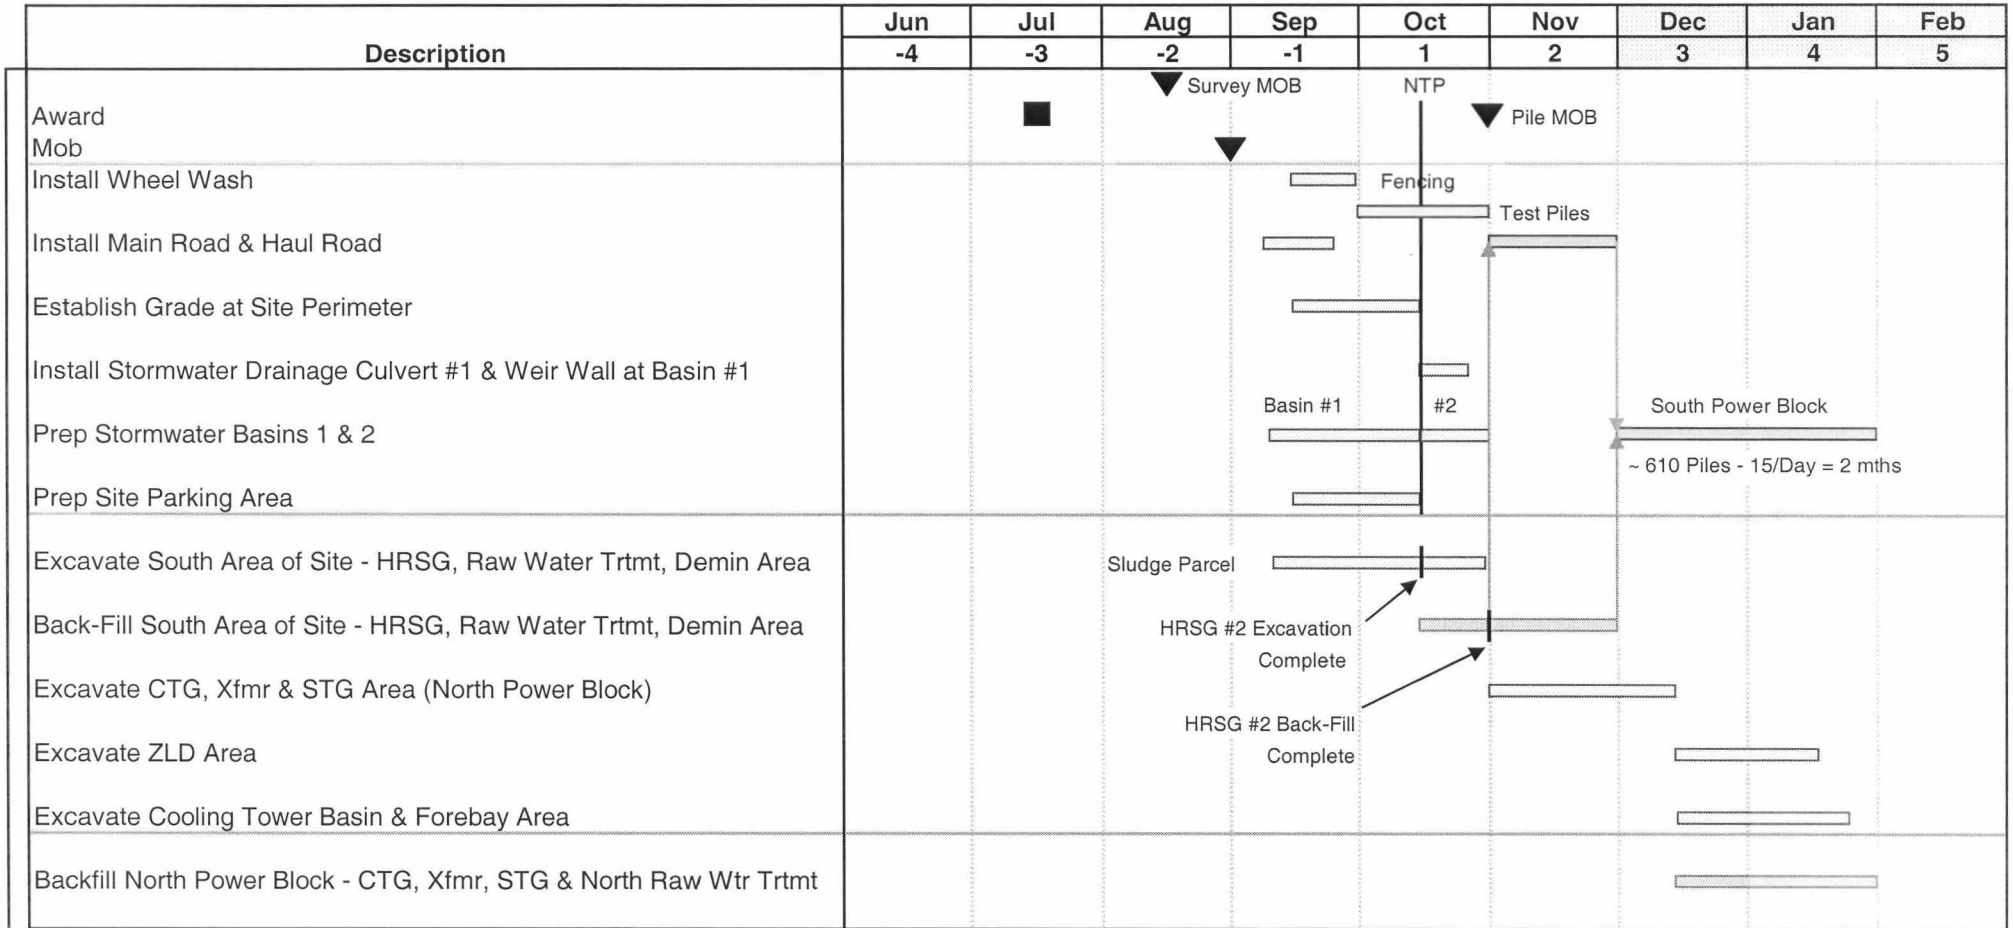 Jun Jul Aug Sep Oct Nov Dec Jan Feb
Description -4 -3 -2 -1 1 2 3 4 5
Survey MOB NTP
Award Pile MOB
Mob
Install Wheel Wash Fencing
Test Piles
Install Main Road & Haul Road
Establish Grade at Site Perimeter
Install Stormwater Drainage Culvert #1 & Weir Wall at Basin #1
Basin #1 #2 South Power Block
Prep Stormwater Basins 1 & 2
~ 610 Piles - 15/Day = 2 mths
Prep Site Parking Area
Excavate South Area of Site - HRSG, Raw Water Trtmt, Demin Area Sludge Parcel
Back-Fill South Area of Site - HRSG, Raw Water Trtmt, Demin Area HRSG #2 Excavation
Complete
Excavate CTG, Xfmr & STG Area (North Power Block)
HRSG #2 Back-Fill
Excavate ZLD Area Complete
Excavate Cooling Tower Basin & Forebay Area
Backfill North Power Block - CTG, Xfmr, STG & North Raw Wtr Trtmt